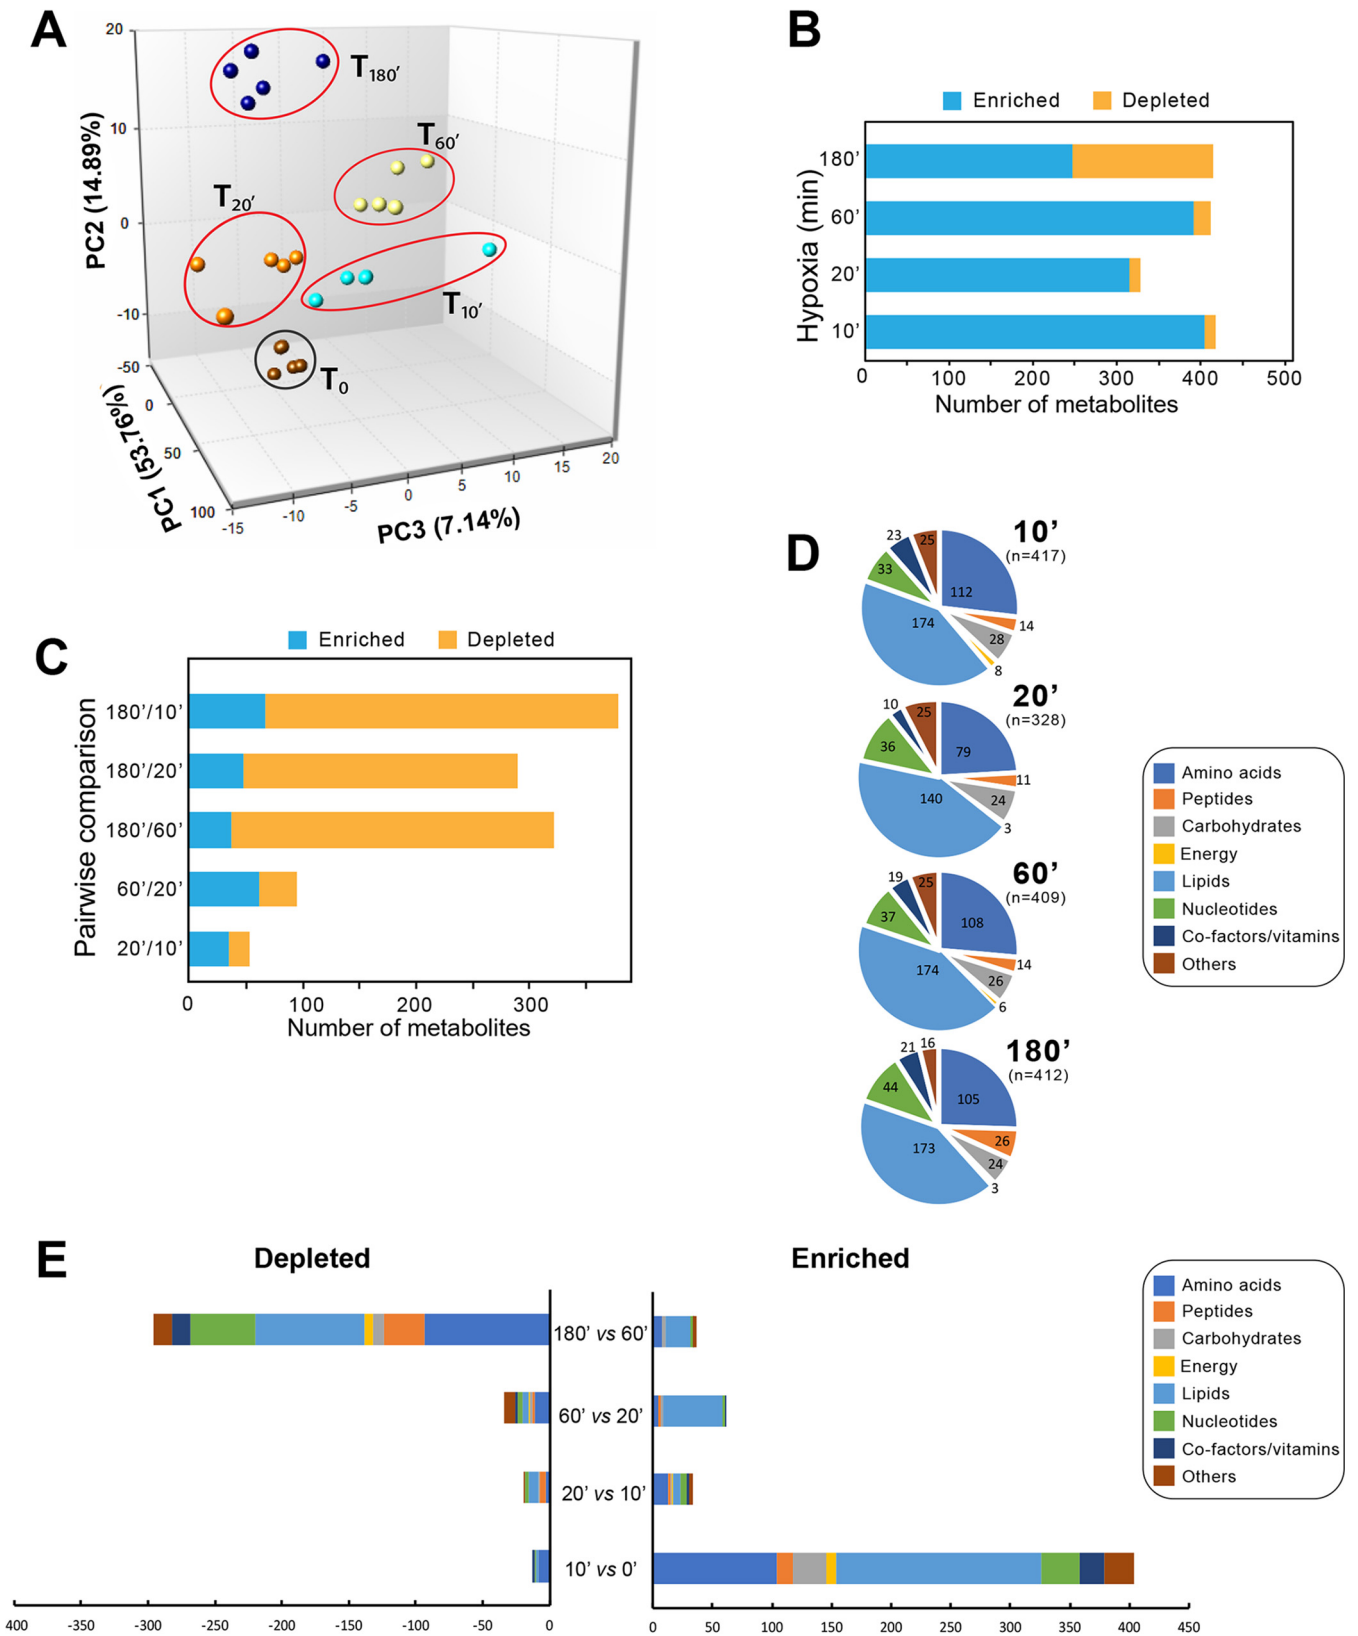 A
20
10
0
-10
-50
0
50
100
PC2 (14.89%)
PC1 (53.76%)
-15
-10
-5
0
5
10
15
20
PC3 (7.14%)
T180’
T60’
T20’
T10’
T0
B
Enriched
Depleted
Hypoxia (min)
180’
60’
20’
10’
0
100
200
300
400
500
Number of metabolites
C
Enriched
Depleted
Pairwise comparison
180’/10’
180’/20’
180’/60’
60’/20’
20’/10’
0
100
200
300
Number of metabolites
D
10’
(n=417)
112
14
28
8
174
33
23
25
20’
(n=328)
79
11
24
3
140
36
10
25
60’
(n=409)
108
14
26
6
174
37
19
25
180’
(n=412)
105
26
24
3
173
44
21
16
Amino acids
Peptides
Carbohydrates
Energy
Lipids
Nucleotides
Co-factors/vitamins
Others
E
Depleted
Enriched
180’ vs 60’
60’ vs 20’
20’ vs 10’
10’ vs 0’
-400
-350
-300
-250
-200
-150
-100
-50
0
0
50
100
150
200
250
300
350
400
450
Amino acids
Peptides
Carbohydrates
Energy
Lipids
Nucleotides
Co-factors/vitamins
Others